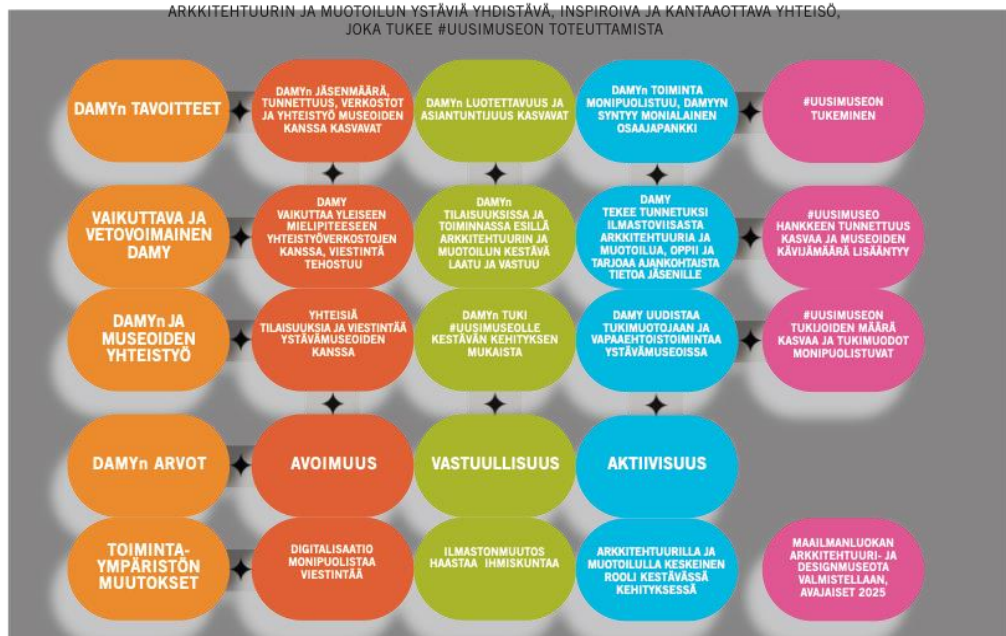 ARKKITEHTUURIN JA MUOTOILUN YSTÄVIÄ YHDISTÄVÄ, INSPIROIVA JA KANTAAOTTAVA YHTEISÖ,
JOKA TUKEE #UUSIMUSEON TOTEUTTAMISTA
DAMYn TAVOITTEET
DAMYn JÄSENMÄÄRÄ,
TUNNETTUUS, VERKOSTOT
JA YHTEISTYÖ MUSEOIDEN
KANSSA KASVAVAT
DAMYn LUOTETTAVUUS JA
ASIANTUNTIJUUS KASVAVAT
DAMYn TOIMINTA
MONIPUOLISTUU, DAMYYN
SYNTYY MONIALAINEN
OSAAJAPANKKI
#UUSIMUSEON
TUKEMINEN
VAIKUTTAVA JA
VETOVOIMAINEN
DAMY
DAMY
VAIKUTTAA YLEISEEN
MIELIPITEESEEN
YHTEISTYÖVERKOSTOJEN
KANSSA, VIESTINTÄ
TEHOSTUU
DAMYn
TILAISUUKSISSA JA
TOIMINNASSA ESILLÄ
ARKKITEHTUURIN JA
MUOTOILUN KESTÄVÄ
LAATU JA VASTUU
DAMY
TEKEE TUNNETUKSI
ILMASTOVIISASTA
ARKKITEHTUURIA JA
MUOTOILUA, OPPII JA
TARJOAA AJANKOHTAISTA
TIETOA JÄSENILLE
#UUSIMUSEO
HANKKEEN TUNNETTUUS
KASVAA JA MUSEOIDEN
KÄVIJÄMÄÄRÄ LISÄÄNTYY
DAMYn JA
MUSEOIDEN
YHTEISTYÖ
YHTEISIÄ
TILAISUUKSIA JA VIESTINTÄÄ
YSTÄVÄMUSEOIDEN
KANSSA
DAMYn TUKI
#UUSIMUSEOLLE
KESTÄVÄN KEHITYKSEN
MUKAISTA
DAMY UUDISTAA
TUKIMUOTOJAAN JA
VAPAAEHTOISTOIMINTAA
YSTÄVÄMUSEOISSA
#UUSIMUSEON
TUKIJOIDEN MÄÄRÄ
KASVAA JA TUKIMUODOT
MONIPUOLISTUVAT
DAMYn ARVOT
AVOIMUUS
VASTUULLISUUS
AKTIIVISUUS
TOIMINTA-
YMPÄRISTÖN
MUUTOKSET
DIGITALISAATIO
MONIPUOLISTAA
VIESTINTÄÄ
ILMASTONMUUTOS
HAASTAA IHMISKUNTAA
ARKKITEHTUURILLA JA
MUOTOILULLA KESKEINEN
ROOLI KESTÄVÄSSÄ
KEHITYKSESSÄ
MAAILMANLUOKAN
ARKKITEHTUURI- JA
DESIGNMUSEOTA
VALMISTELLAAN,
AVAJAISET 2025